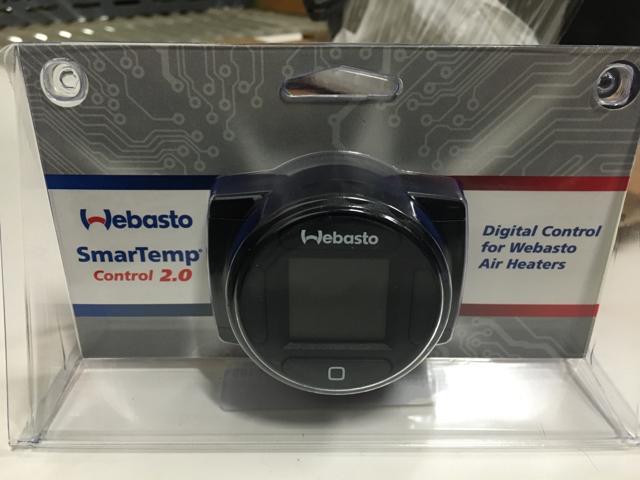 Webasto
SmarTemp®
Control 2.0
Webasto
Digital Control
for Webasto
Air Heaters